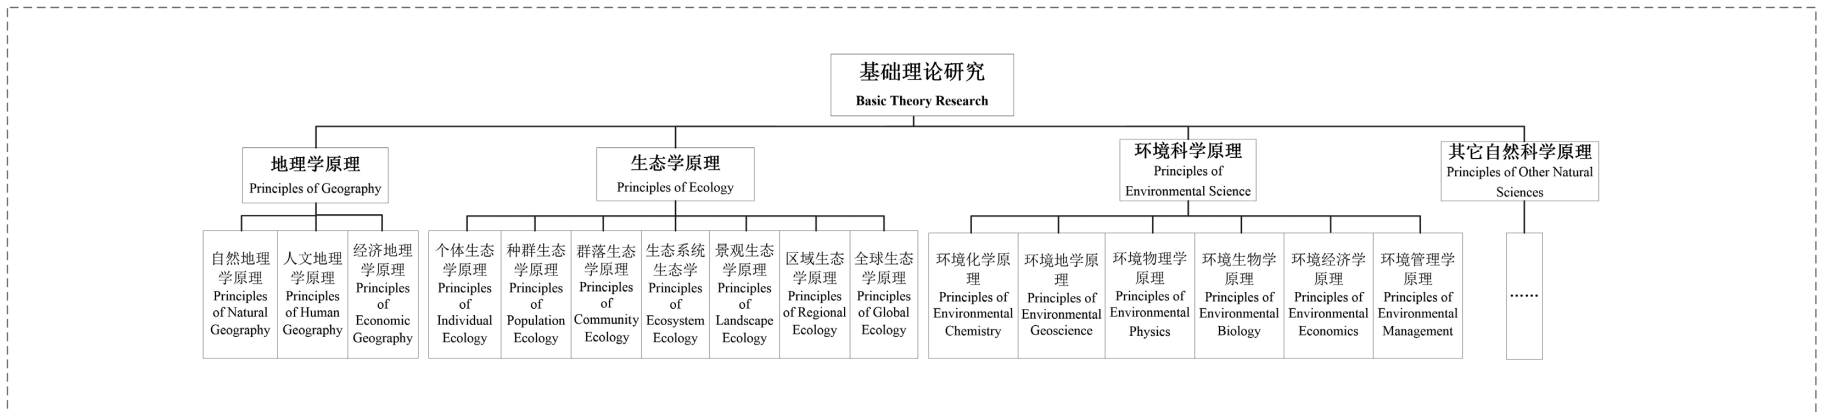 基础理论研究
Basic Theory Research
地理学原理
Principles of Geography
生态学原理
Principles of Ecology
环境科学原理
Principles of
Environmental Science
其它自然科学原理
Principles of Other Natural
Sciences
自然地理
学原理
Principles
of Natural
Geography
人文地理
学原理
Principles
of Human
Geography
经济地理
学原理
Principles
of
Economic
Geography
个体生态
学原理
Principles
of
Individual
Ecology
种群生态
学原理
Principles
of
Population
Ecology
群落生态
学原理
Principles
of
Community
Ecology
生态系统
生态学
Principles
of
Ecosystem
Ecology
景观生态
学原理
Principles
of
Landscape
Ecology
区域生态
学原理
Principles
of Regional
Ecology
全球生态
学原理
Principles
of Global
Ecology
环境化学原
理
Principles of
Environmental
Chemistry
环境地学原
理
Principles of
Environmental
Geoscience
环境物理学
原理
Principles of
Environmental
Physics
环境生物学
原理
Principles of
Environmental
Biology
环境经济学
原理
Principles of
Environmental
Economics
环境管理学
原理
Principles of
Environmental
Management
……